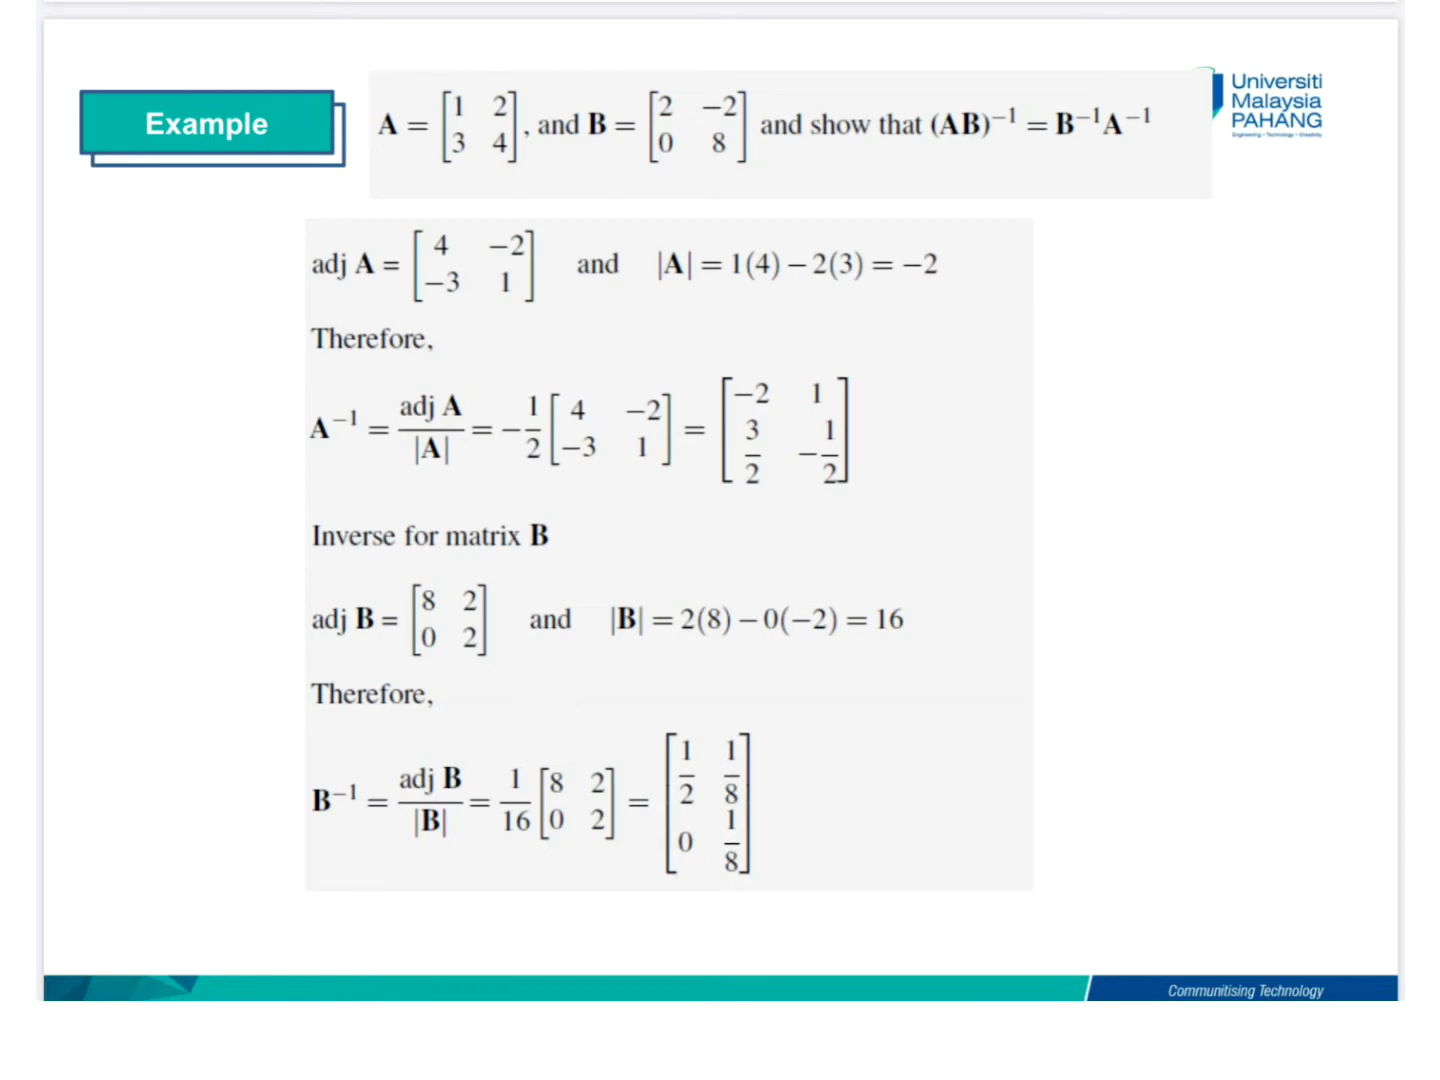 Example
A = [1 2; 3 4], and B = [2 −2; 0 8] and show that (AB)⁻¹ = B⁻¹A⁻¹
Universiti
Malaysia
PAHANG
Engineering • Technology • Creativity
adj A = [4 −2; −3 1] and |A| = 1(4) − 2(3) = −2
Therefore,
A⁻¹ = adj A / |A| = −1/2 [4 −2; −3 1] = [−2 1; 3/2 −1/2]
Inverse for matrix B
adj B = [8 2; 0 2] and |B| = 2(8) − 0(−2) = 16
Therefore,
B⁻¹ = adj B / |B| = 1/16 [8 2; 0 2] = [1/2 1/8; 0 1/8]
Communitising Technology